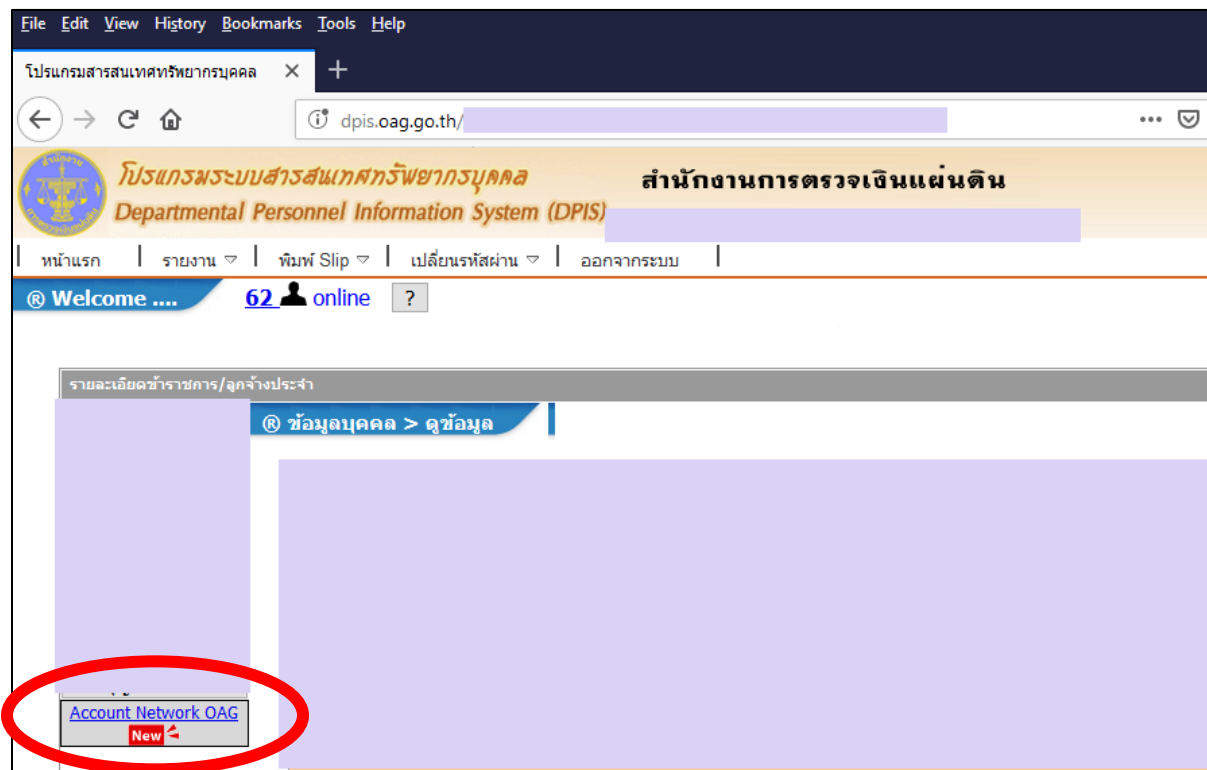 File Edit View History Bookmarks Tools Help
โปรแกรมสารสนเทศทรัพยากรบุคคล
dpis.oag.go.th/
โปรแกรมระบบสารสนเทศทรัพยากรบุคคล
สำนักงานการตรวจเงินแผ่นดิน
Departmental Personnel Information System (DPIS)
หน้าแรก รายงาน พิมพ์ Slip เปลี่ยนรหัสผ่าน ออกจากระบบ
® Welcome .... 62 online ?
รายละเอียดข้าราชการ/ลูกจ้างประจำ
® ข้อมูลบุคคล > ดูข้อมูล
Account Network OAG
New